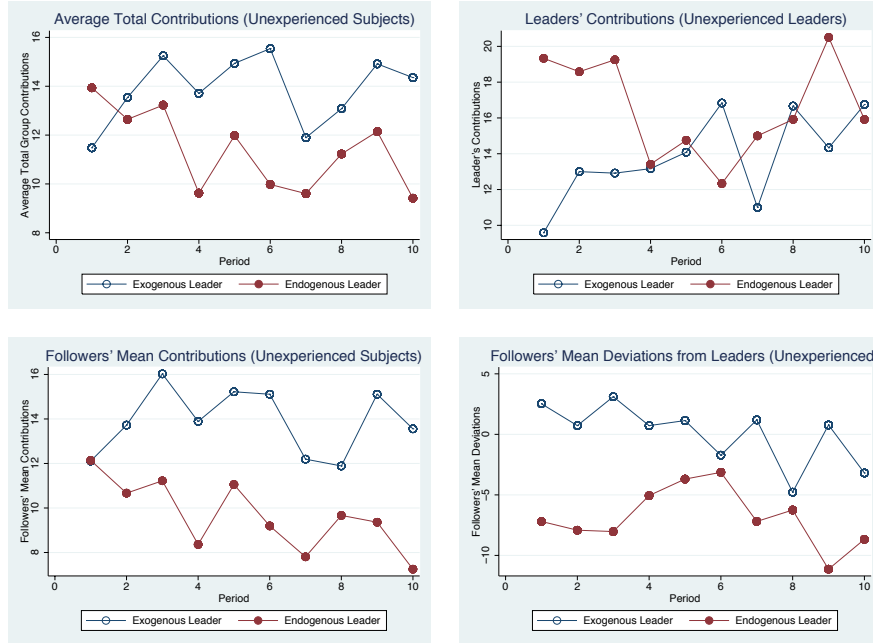 Average Total Contributions (Unexperienced Subjects)
Average Total Group Contributions
16
14
12
10
8
0 2 4 6 8 10
Period
Exogenous Leader Endogenous Leader
Leaders' Contributions (Unexperienced Leaders)
Leader's Contributions
20
18
16
14
12
10
0 2 4 6 8 10
Period
Exogenous Leader Endogenous Leader
Followers' Mean Contributions (Unexperienced Subjects)
Followers' Mean Contributions
16
14
12
10
8
0 2 4 6 8 10
Period
Exogenous Leader Endogenous Leader
Followers' Mean Deviations from Leaders (Unexperienced
Followers' Mean Deviations
5
0
−5
−10
0 2 4 6 8 10
Period
Exogenous Leader Endogenous Leader